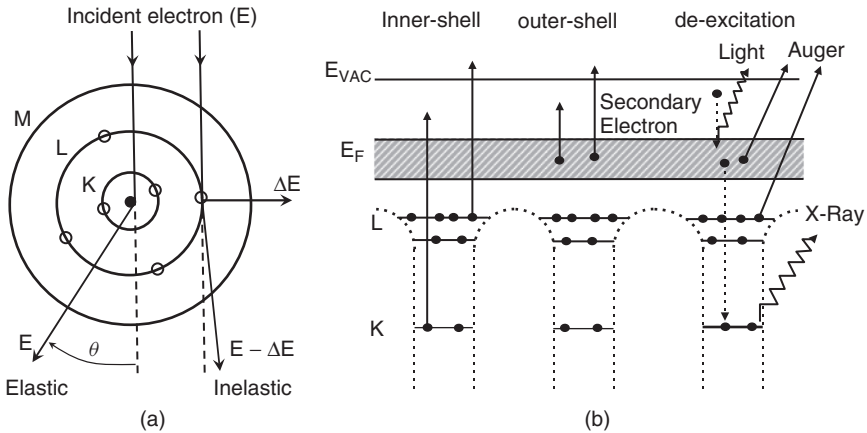 Incident electron (E)
M
L
K
ΔE
E
θ
E – ΔE
Elastic
Inelastic
(a)
Inner-shell outer-shell de-excitation
Light Auger
E_VAC
Secondary
Electron
E_F
L
X-Ray
K
(b)